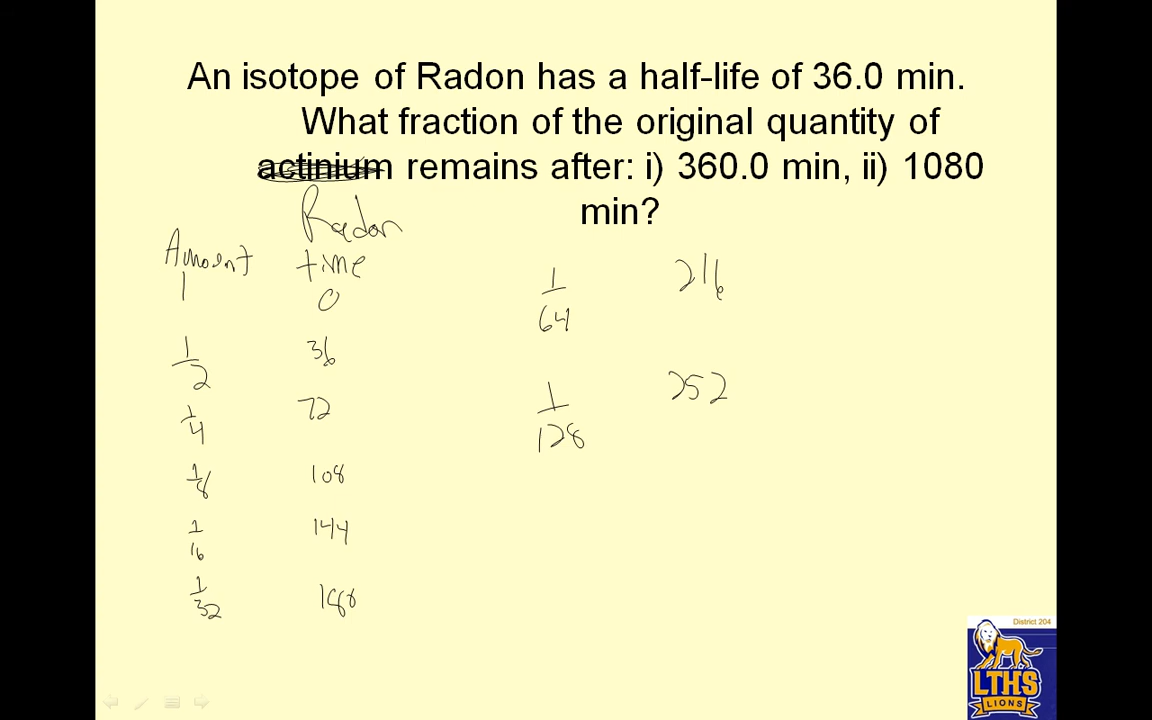 An isotope of Radon has a half-life of 36.0 min.
What fraction of the original quantity of
actinium remains after: i) 360.0 min, ii) 1080
min?
Radon
Amount time
1 0
1/2 36
1/4 72
1/8 108
1/16 144
1/32 180
1/64 216
1/128 252
District 204
LTHS
LIONS